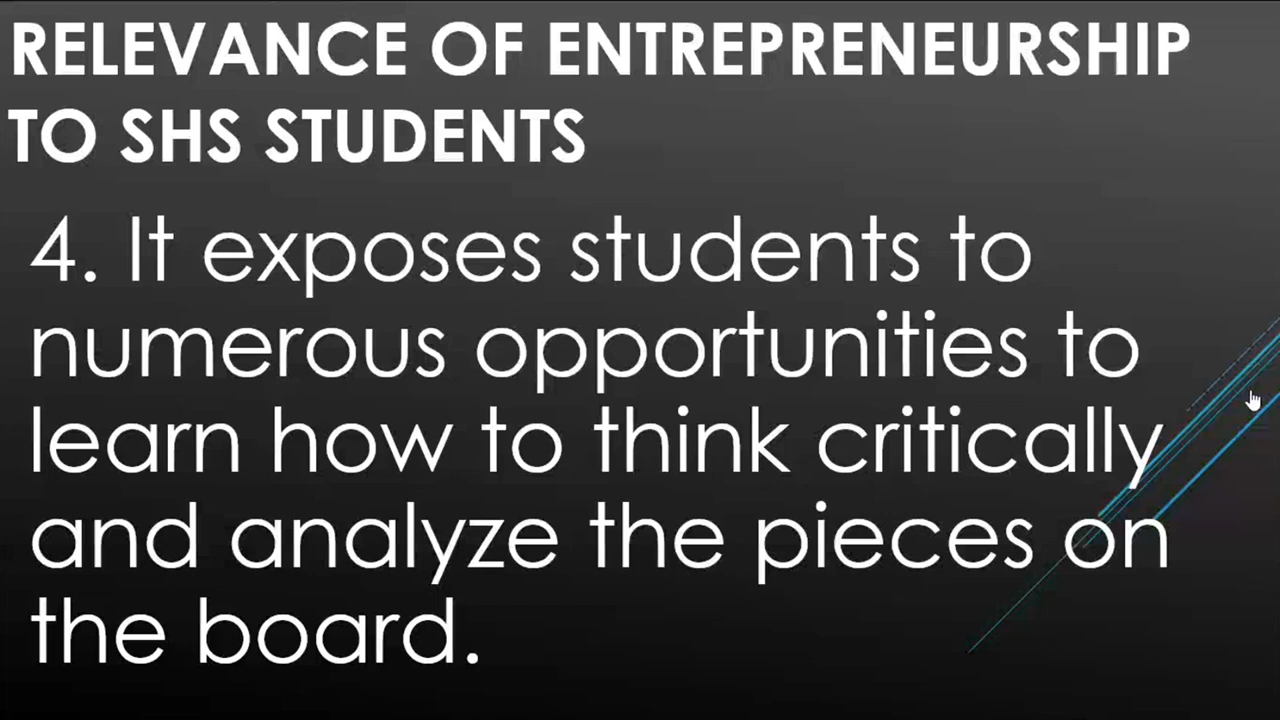 RELEVANCE OF ENTREPRENEURSHIP
TO SHS STUDENTS
4. It exposes students to
numerous opportunities to
learn how to think critically
and analyze the pieces on
the board.